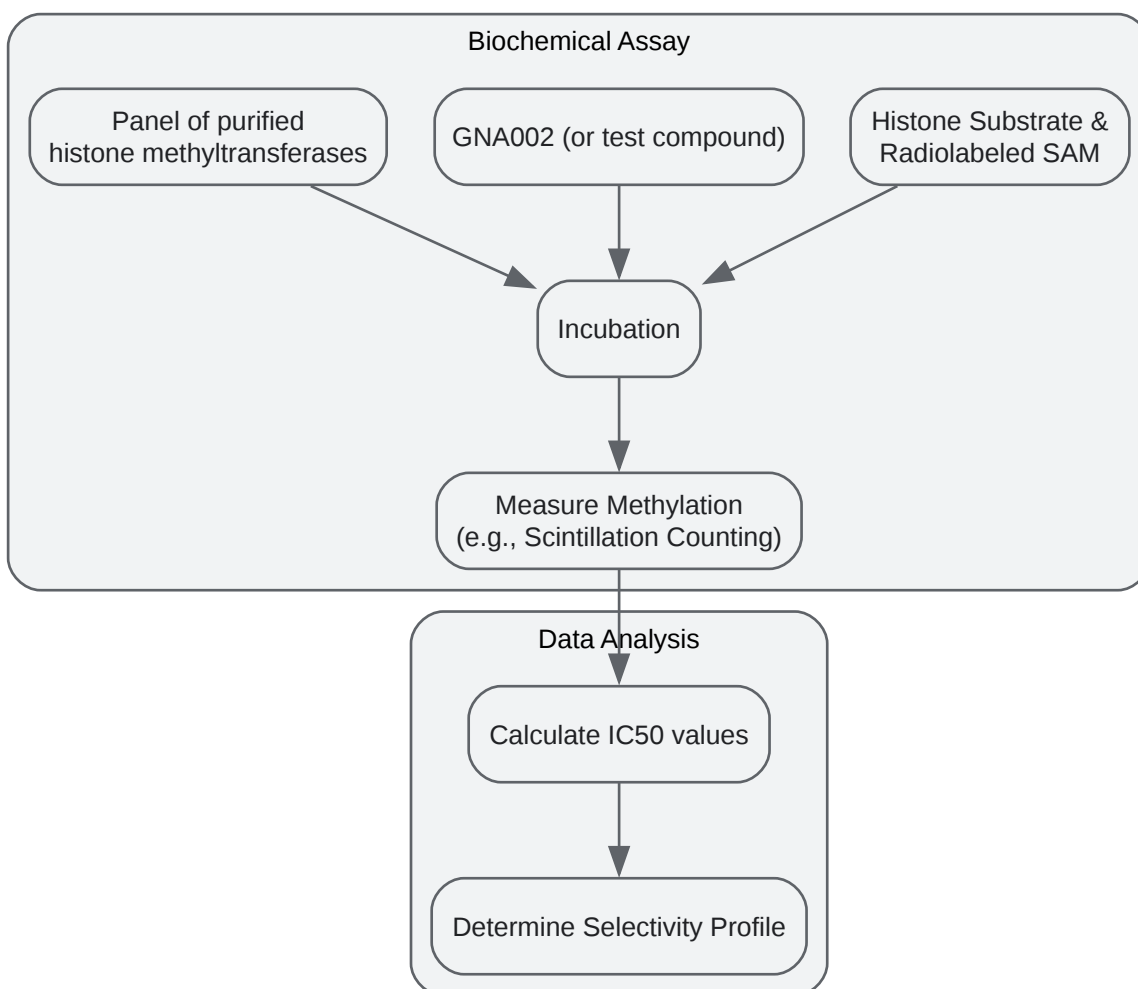 Biochemical Assay
Panel of purified
histone methyltransferases
GNA002 (or test compound)
Histone Substrate &
Radiolabeled SAM
Incubation
Measure Methylation
(e.g., Scintillation Counting)
Data Analysis
Calculate IC50 values
Determine Selectivity Profile